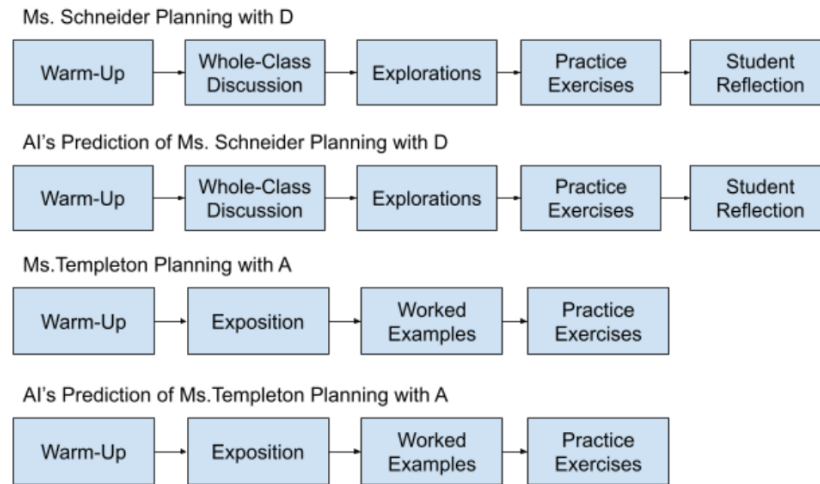 Ms. Schneider Planning with D
Warm-Up
Whole-Class
Discussion
Explorations
Practice
Exercises
Student
Reflection
AI's Prediction of Ms. Schneider Planning with D
Warm-Up
Whole-Class
Discussion
Explorations
Practice
Exercises
Student
Reflection
Ms.Templeton Planning with A
Warm-Up
Exposition
Worked
Examples
Practice
Exercises
AI's Prediction of Ms.Templeton Planning with A
Warm-Up
Exposition
Worked
Examples
Practice
Exercises